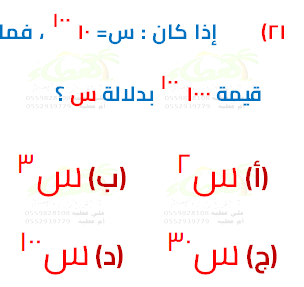 ٢١) إذا كان : س= ١٠ ١٠٠ ، فما
قيمة ١٠٠٠ ١٠٠ بدلالة س ؟
(أ) س ٢ (ب) س ٣
(ج) س ٣٠ (د) س ١٠٠